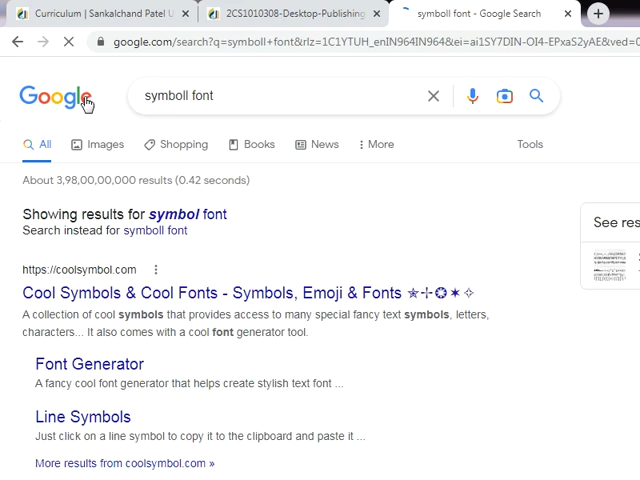 Curriculum | Sankalchand Patel U
2CS1010308-Desktop-Publishing
symboll font - Google Search
google.com/search?q=symboll+font&rlz=1C1YTUH_enIN964IN964&ei=ai1SY7DIN-OI4-EPxaS2yAE&ved=0
Google
symboll font
All
Images
Shopping
Books
News
More
Tools
About 3,98,00,00,000 results (0.42 seconds)
Showing results for symbol font
Search instead for symboll font
See res
https://coolsymbol.com
Cool Symbols & Cool Fonts - Symbols, Emoji & Fonts ✯✢❂✶✧
A collection of cool symbols that provides access to many special fancy text symbols, letters,
characters... It also comes with a cool font generator tool.
Font Generator
A fancy cool font generator that helps create stylish text font ...
Line Symbols
Just click on a line symbol to copy it to the clipboard and paste it ...
More results from coolsymbol.com »